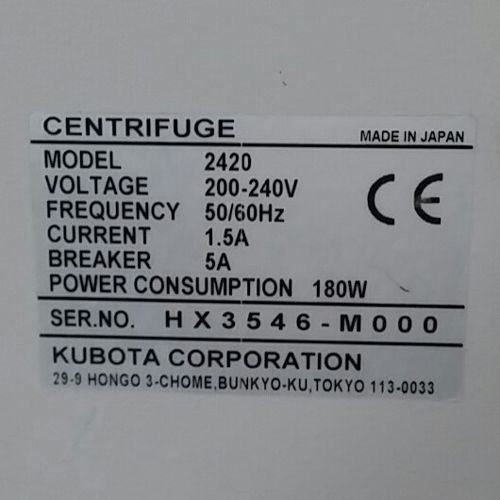 CENTRIFUGE MADE IN JAPAN
MODEL 2420
VOLTAGE 200-240V
FREQUENCY 50/60Hz
CURRENT 1.5A
BREAKER 5A
POWER CONSUMPTION 180W
CE
SER.NO. HX3546-M000
KUBOTA CORPORATION
29-9 HONGO 3-CHOME,BUNKYO-KU,TOKYO 113-0033